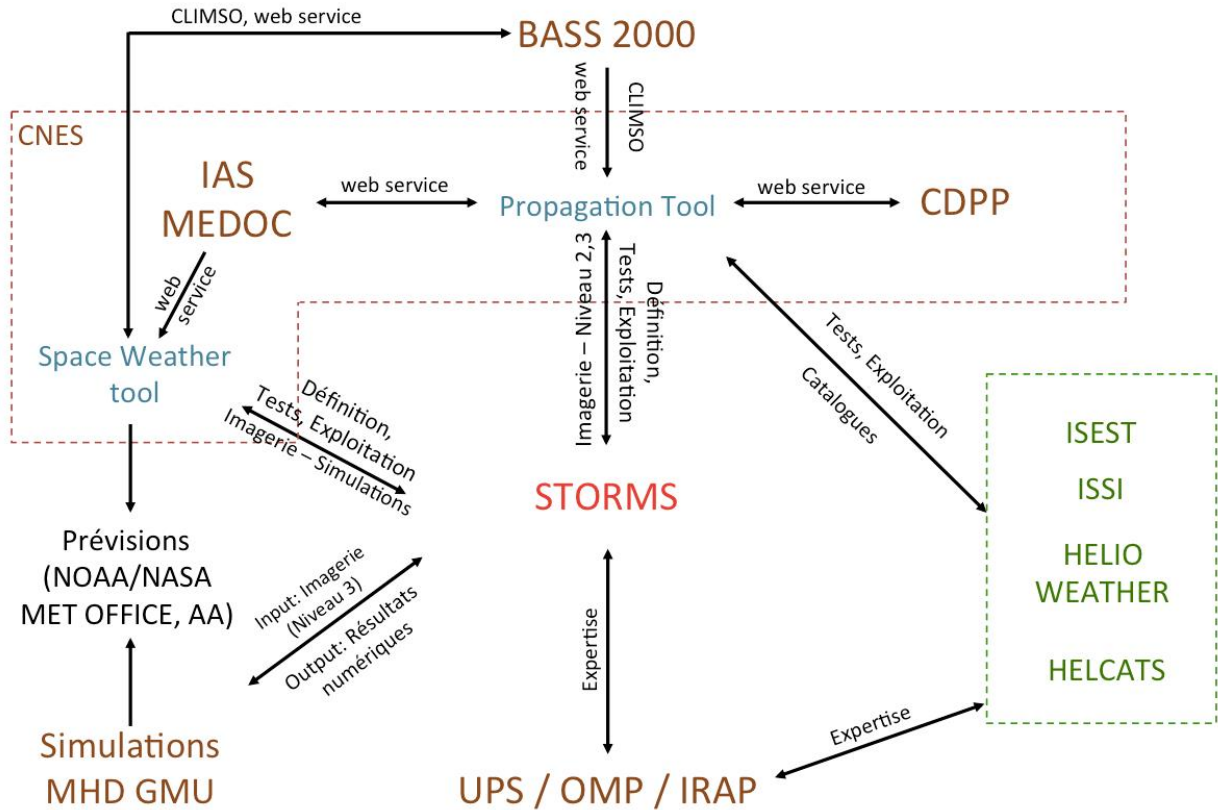 CLIMSO, web service
BASS 2000
web service
CLIMSO
CNES
IAS
MEDOC
web service
Propagation Tool
web service
CDPP
web
service
Space Weather
tool
Imagerie – Niveau 2,3
Tests, Exploitation
Définition,
Définition,
Tests, Exploitation
Imagerie – Simulations
Tests, Exploitation
Catalogues
STORMS
ISEST
ISSI
HELIO
WEATHER
HELCATS
Prévisions
(NOAA/NASA
MET OFFICE, AA)
Input: Imagerie
(Niveau 3)
Output: Résultats
numériques
Expertise
Expertise
Simulations
MHD GMU
UPS / OMP / IRAP